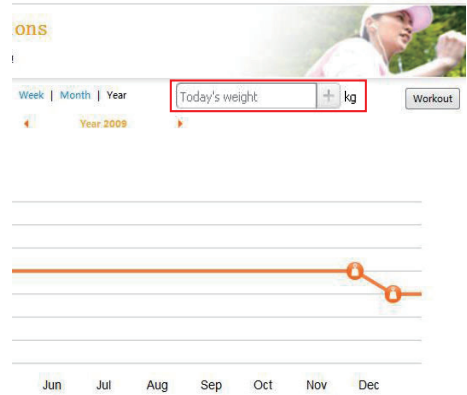 ons
!
Week | Month | Year
Today's weight + kg
Workout
Year 2009
Jun Jul Aug Sep Oct Nov Dec